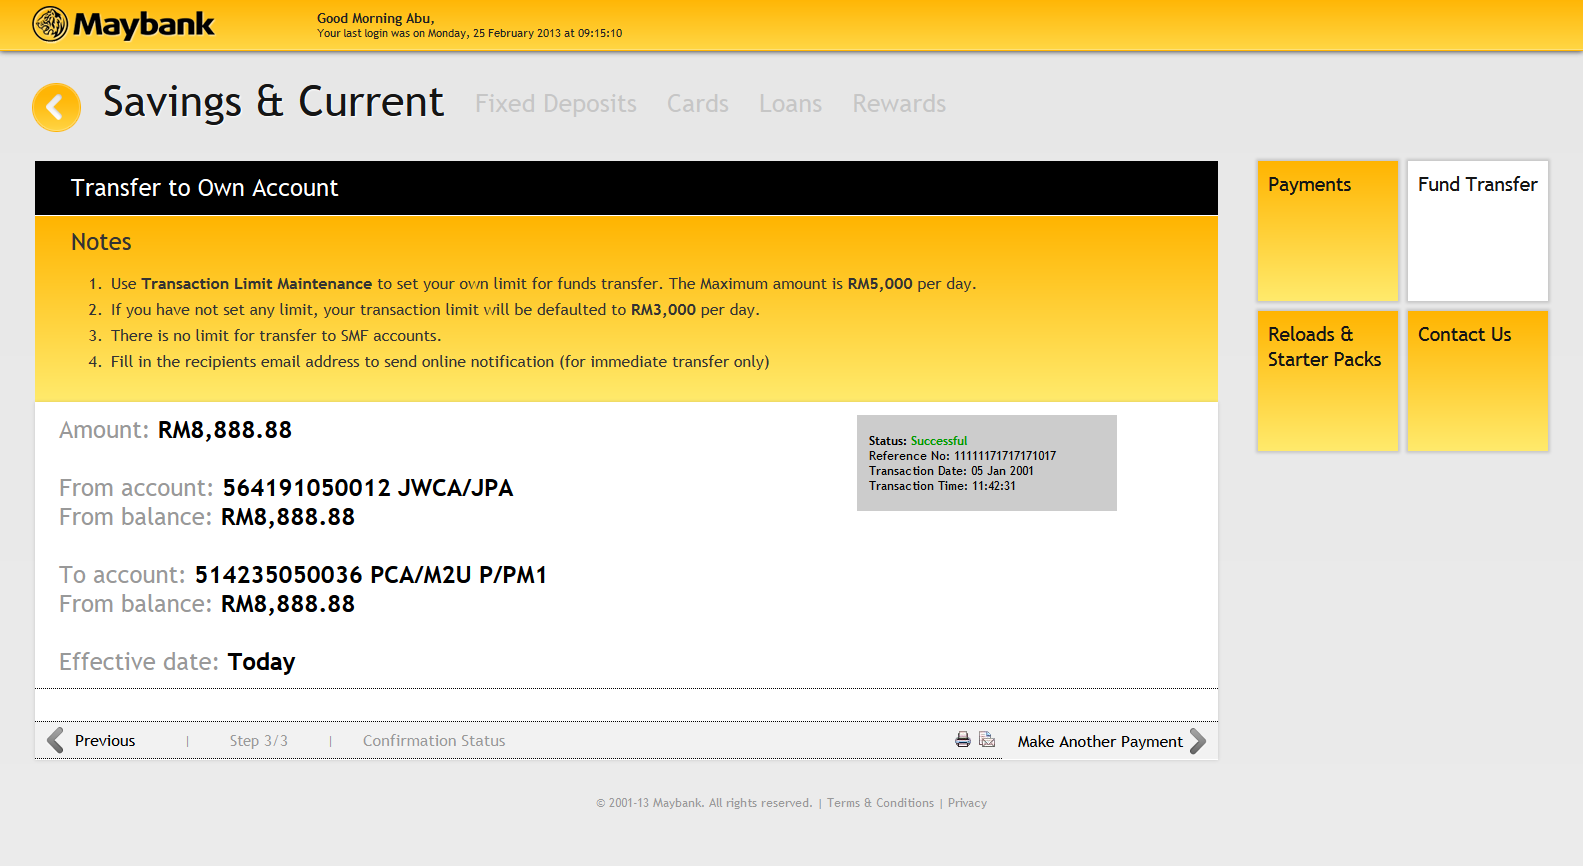 Maybank
Good Morning Abu,
Your last login was on Monday, 25 February 2013 at 09:15:10
Savings & Current Fixed Deposits Cards Loans Rewards
Transfer to Own Account
Notes
1. Use Transaction Limit Maintenance to set your own limit for funds transfer. The Maximum amount is RM5,000 per day.
2. If you have not set any limit, your transaction limit will be defaulted to RM3,000 per day.
3. There is no limit for transfer to SMF accounts.
4. Fill in the recipients email address to send online notification (for immediate transfer only)
Amount: RM8,888.88
From account: 564191050012 JWCA/JPA
From balance: RM8,888.88
To account: 514235050036 PCA/M2U P/PM1
From balance: RM8,888.88
Effective date: Today
Status: Successful
Reference No: 11111171717171017
Transaction Date: 05 Jan 2001
Transaction Time: 11:42:31
Previous | Step 3/3 | Confirmation Status
Make Another Payment
Payments
Fund Transfer
Reloads &
Starter Packs
Contact Us
© 2001-13 Maybank. All rights reserved. | Terms & Conditions | Privacy